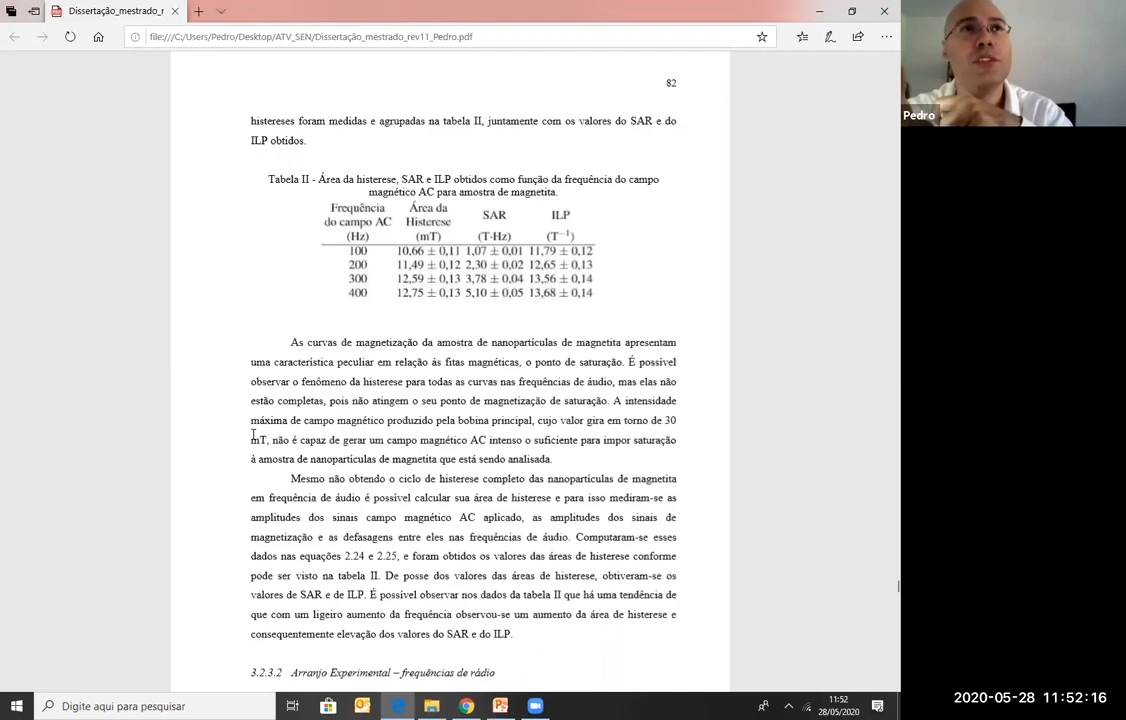 Dissertação_mestrado_r
file:///C:/Users/Pedro/Desktop/ATV_SEN/Dissertação_mestrado_rev11_Pedro.pdf
82
histereses foram medidas e agrupadas na tabela II, juntamente com os valores do SAR e do
ILP obtidos.
Tabela II - Área da histerese, SAR e ILP obtidos como função da frequência do campo
magnético AC para amostra de magnetita.
Frequência do campo AC (Hz) Área da Histerese (mT) SAR (T·Hz) ILP (T⁻¹)
100 10,66 ± 0,11 1,07 ± 0,01 11,79 ± 0,12
200 11,49 ± 0,12 2,30 ± 0,02 12,65 ± 0,13
300 12,59 ± 0,13 3,78 ± 0,04 13,56 ± 0,14
400 12,75 ± 0,13 5,10 ± 0,05 13,68 ± 0,14
As curvas de magnetização da amostra de nanopartículas de magnetita apresentam
uma característica peculiar em relação às fitas magnéticas, o ponto de saturação. É possível
observar o fenômeno da histerese para todas as curvas nas frequências de áudio, mas elas não
estão completas, pois não atingem o seu ponto de magnetização de saturação. A intensidade
máxima de campo magnético produzido pela bobina principal, cujo valor gira em torno de 30
mT, não é capaz de gerar um campo magnético AC intenso o suficiente para impor saturação
à amostra de nanopartículas de magnetita que está sendo analisada.
Mesmo não obtendo o ciclo de histerese completo das nanopartículas de magnetita
em frequência de áudio é possível calcular sua área de histerese e para isso mediram-se as
amplitudes dos sinais campo magnético AC aplicado, as amplitudes dos sinais de
magnetização e as defasagens entre eles nas frequências de áudio. Computaram-se esses
dados nas equações 2.24 e 2.25, e foram obtidos os valores das áreas de histerese conforme
pode ser visto na tabela II. De posse dos valores das áreas de histerese, obtiveram-se os
valores de SAR e de ILP. É possível observar nos dados da tabela II que há uma tendência de
que com um ligeiro aumento da frequência observou-se um aumento da área de histerese e
consequentemente elevação dos valores do SAR e do ILP.
3.2.3.2 Arranjo Experimental – frequências de rádio
Pedro
Digite aqui para pesquisar
11:52
28/05/2020
2020-05-28 11:52:16